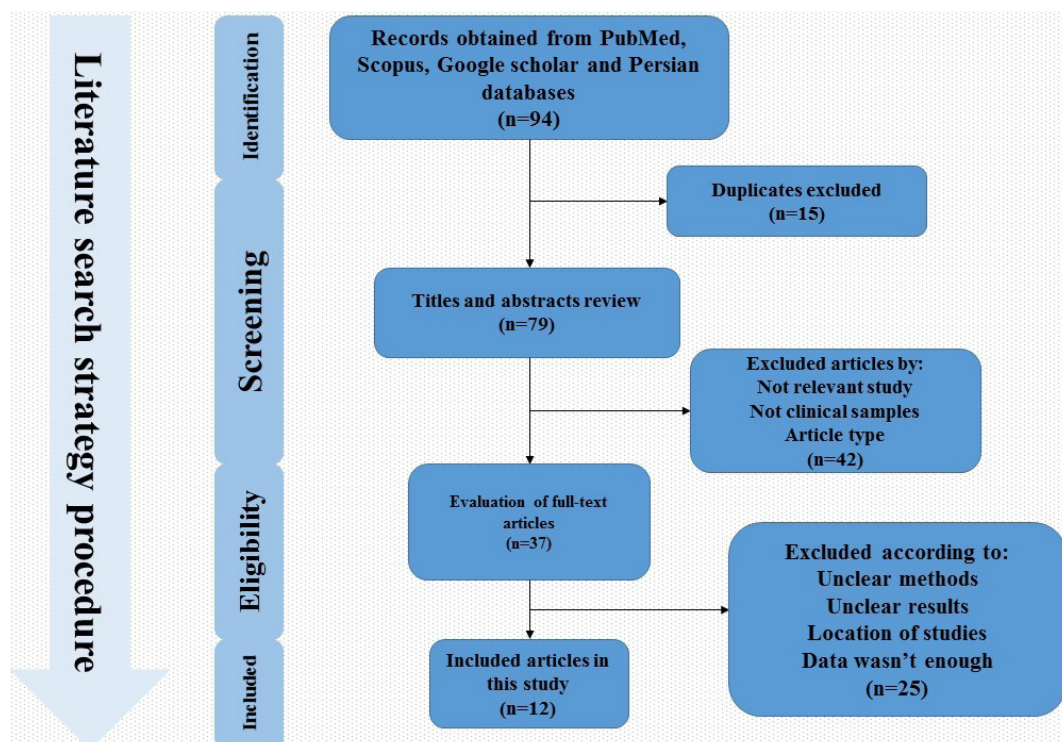 Literature search strategy procedure
Identification
Records obtained from PubMed,
Scopus, Google scholar and Persian
databases
(n=94)
Screening
Duplicates excluded
(n=15)
Titles and abstracts review
(n=79)
Excluded articles by:
Not relevant study
Not clinical samples
Article type
(n=42)
Eligibility
Evaluation of full-text
articles
(n=37)
Excluded according to:
Unclear methods
Unclear results
Location of studies
Data wasn’t enough
(n=25)
Included
Included articles in
this study
(n=12)